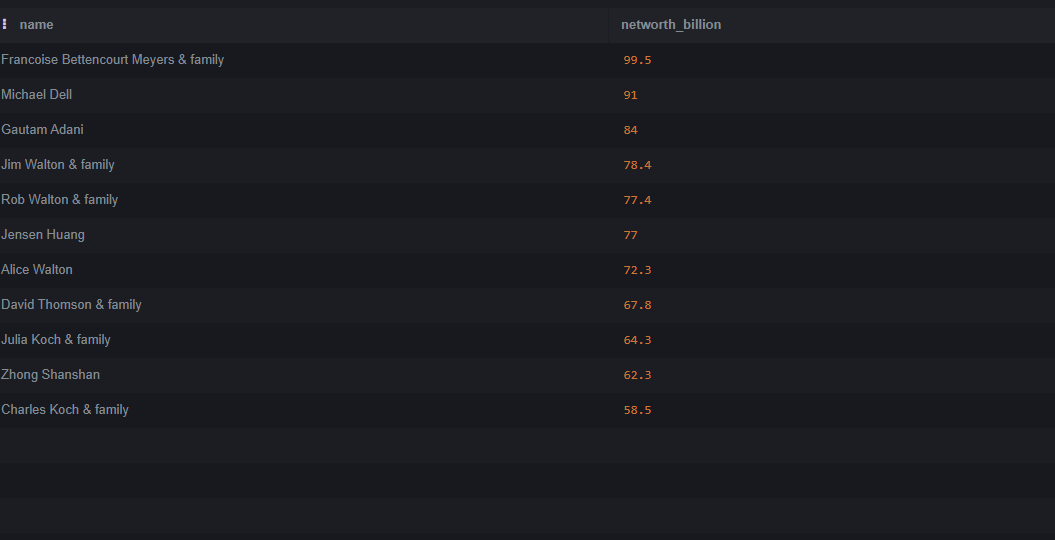 name networth_billion
Francoise Bettencourt Meyers & family 99.5
Michael Dell 91
Gautam Adani 84
Jim Walton & family 78.4
Rob Walton & family 77.4
Jensen Huang 77
Alice Walton 72.3
David Thomson & family 67.8
Julia Koch & family 64.3
Zhong Shanshan 62.3
Charles Koch & family 58.5